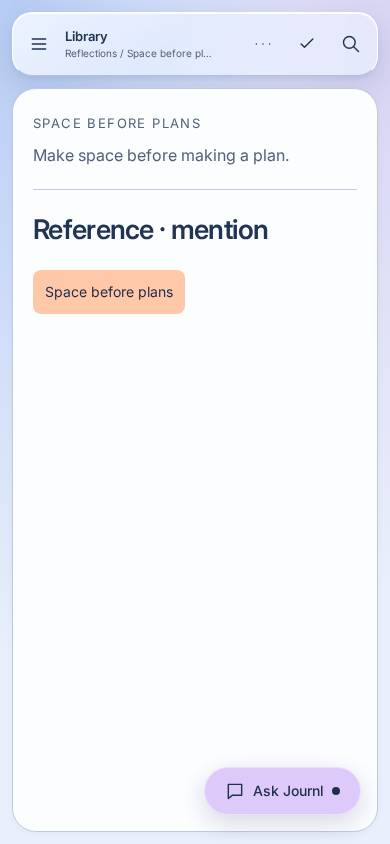 Library
Reflections / Space before pl...
...
SPACE BEFORE PLANS
Make space before making a plan.
Reference · mention
Space before plans
Ask Journl